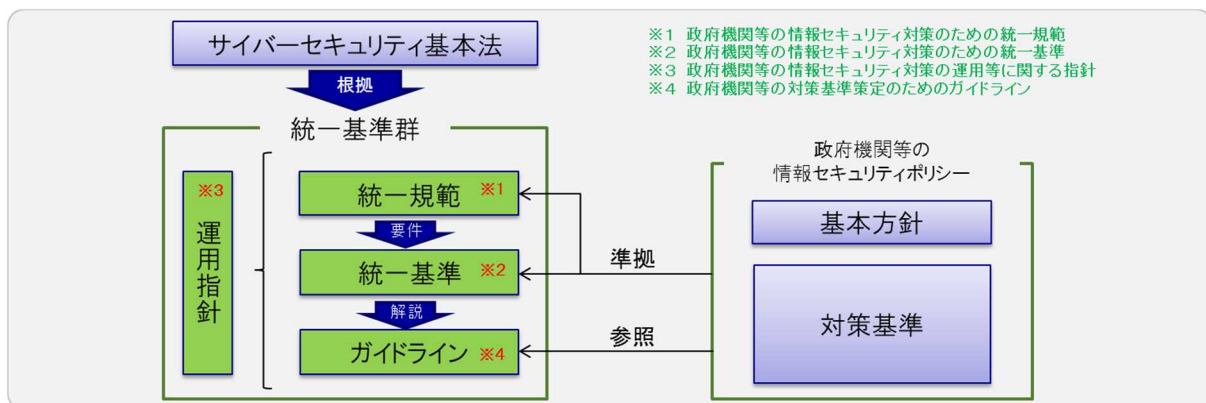 サイバーセキュリティ基本法
※1 政府機関等の情報セキュリティ対策のための統一規範
※2 政府機関等の情報セキュリティ対策のための統一基準
※3 政府機関等の情報セキュリティ対策の運用等に関する指針
※4 政府機関等の対策基準策定のためのガイドライン
根拠
統一基準群
※3
運用指針
統一規範 ※1
要件
統一基準 ※2
解説
ガイドライン ※4
準拠
参照
政府機関等の
情報セキュリティポリシー
基本方針
対策基準